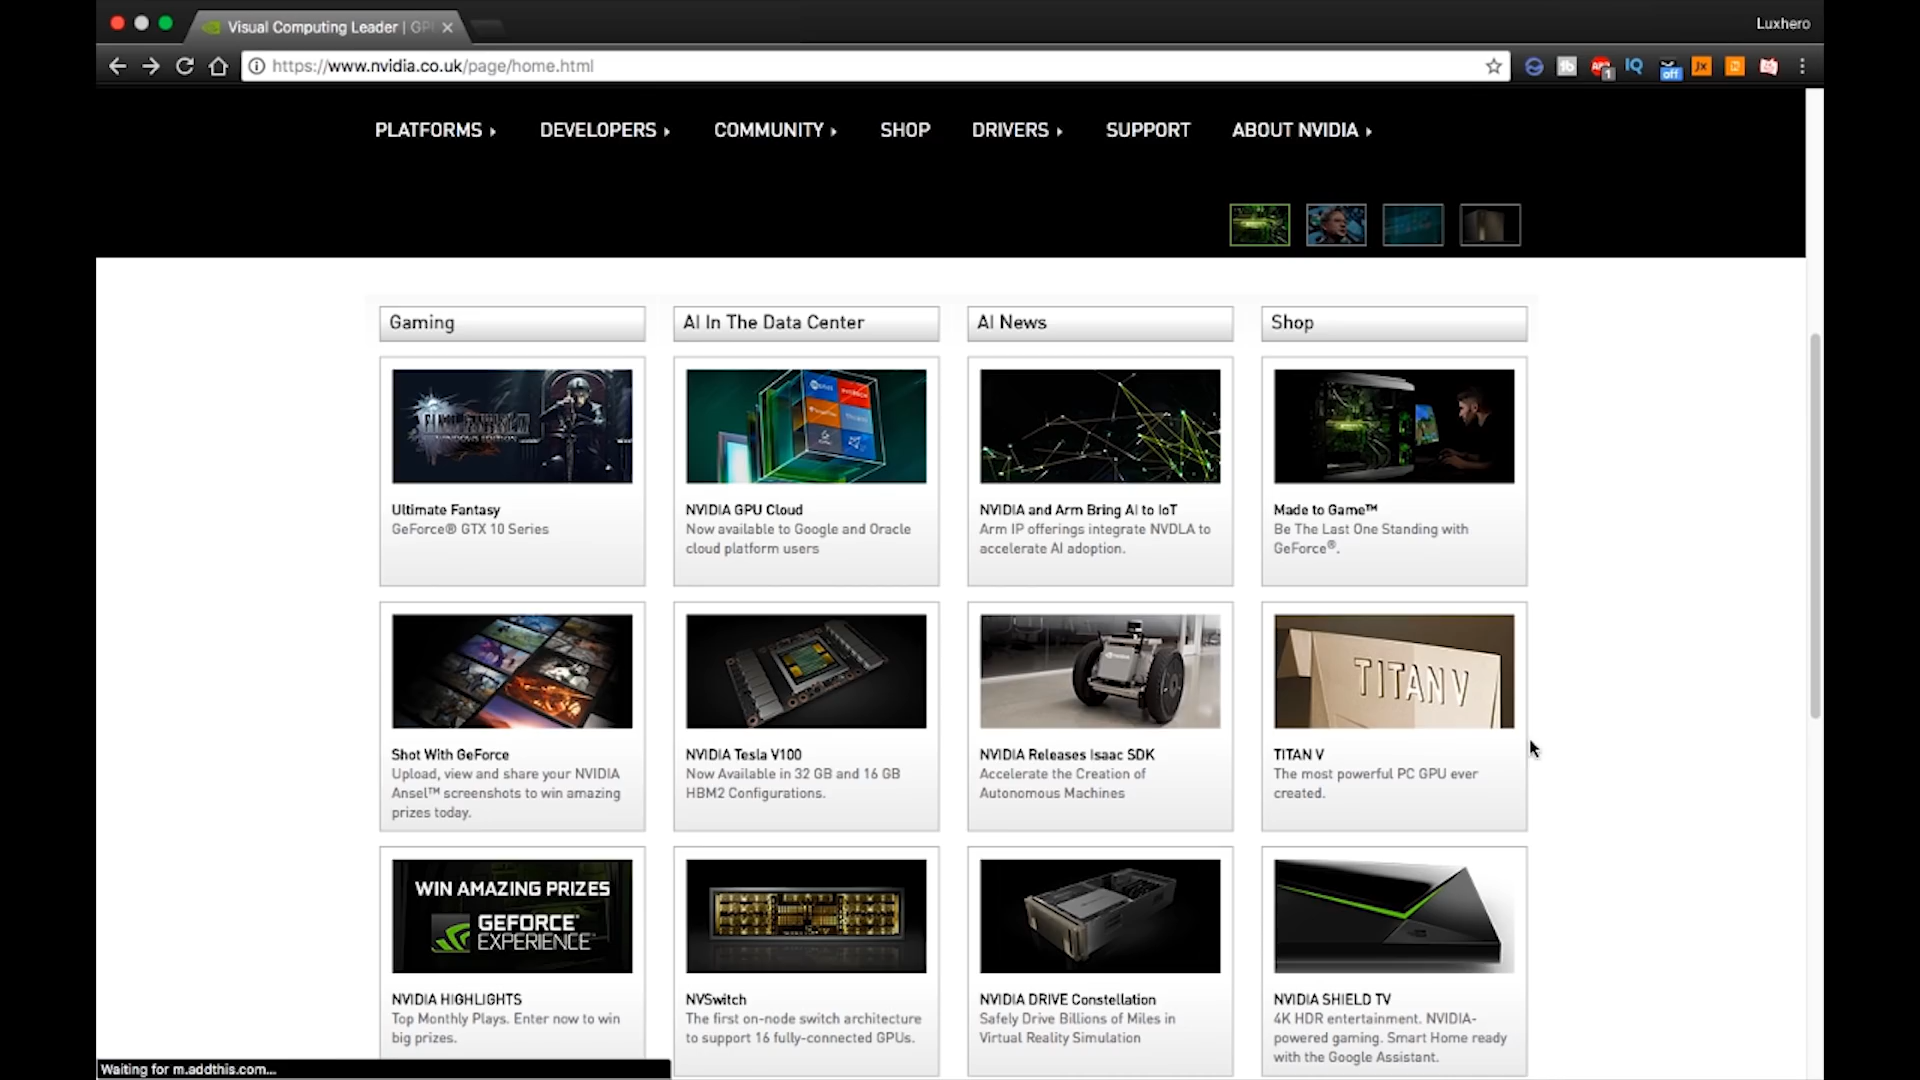 Visual Computing Leader | GP
Luxhero
https://www.nvidia.co.uk/page/home.html
1
IQ
off
JX
PLATFORMS
DEVELOPERS
COMMUNITY
SHOP
DRIVERS
SUPPORT
ABOUT NVIDIA
Gaming
AI In The Data Center
AI News
Shop
Ultimate Fantasy
GeForce® GTX 10 Series
NVIDIA GPU Cloud
Now available to Google and Oracle
cloud platform users
NVIDIA and Arm Bring AI to IoT
Arm IP offerings integrate NVDLA to
accelerate AI adoption.
Made to Game™
Be The Last One Standing with
GeForce®.
TITAN V
Shot With GeForce
Upload, view and share your NVIDIA
Ansel™ screenshots to win amazing
prizes today.
NVIDIA Tesla V100
Now Available in 32 GB and 16 GB
HBM2 Configurations.
NVIDIA Releases Isaac SDK
Accelerate the Creation of
Autonomous Machines
TITAN V
The most powerful PC GPU ever
created.
WIN AMAZING PRIZES
GEFORCE®
EXPERIENCE™
NVIDIA HIGHLIGHTS
Top Monthly Plays. Enter now to win
big prizes.
NVSwitch
The first on-node switch architecture
to support 16 fully-connected GPUs.
NVIDIA DRIVE Constellation
Safely Drive Billions of Miles in
Virtual Reality Simulation
NVIDIA SHIELD TV
4K HDR entertainment. NVIDIA-
powered gaming. Smart Home ready
with the Google Assistant.
Waiting for m.addthis.com...